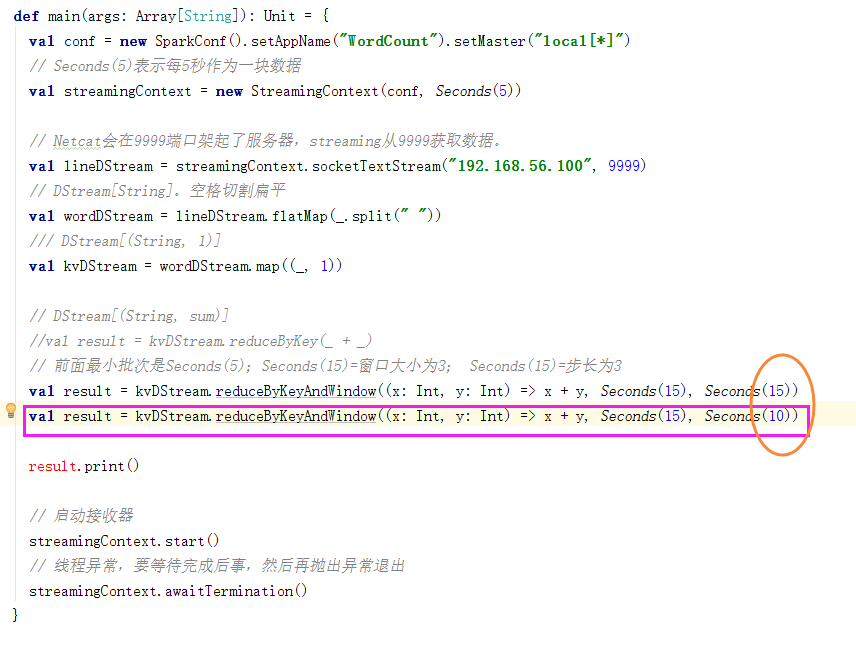 def main(args: Array[String]): Unit = {
val conf = new SparkConf().setAppName("WordCount").setMaster("local[*]")
// Seconds(5)表示每5秒作为一块数据
val streamingContext = new StreamingContext(conf, Seconds(5))
// Netcat会在9999端口架起了服务器，streaming从9999获取数据。
val lineDStream = streamingContext.socketTextStream("192.168.56.100", 9999)
// DStream[String]。空格切割扁平
val wordDStream = lineDStream.flatMap(_.split(" "))
/// DStream[(String, 1)]
val kvDStream = wordDStream.map((_, 1))
// DStream[(String, sum)]
//val result = kvDStream.reduceByKey(_ + _)
// 前面最小批次是Seconds(5)；Seconds(15)=窗口大小为3； Seconds(15)=步长为3
val result = kvDStream.reduceByKeyAndWindow((x: Int, y: Int) => x + y, Seconds(15), Seconds(15))
val result = kvDStream.reduceByKeyAndWindow((x: Int, y: Int) => x + y, Seconds(15), Seconds(10))
result.print()
// 启动接收器
streamingContext.start()
// 线程异常，要等待完成后事，然后再抛出异常退出
streamingContext.awaitTermination()
}